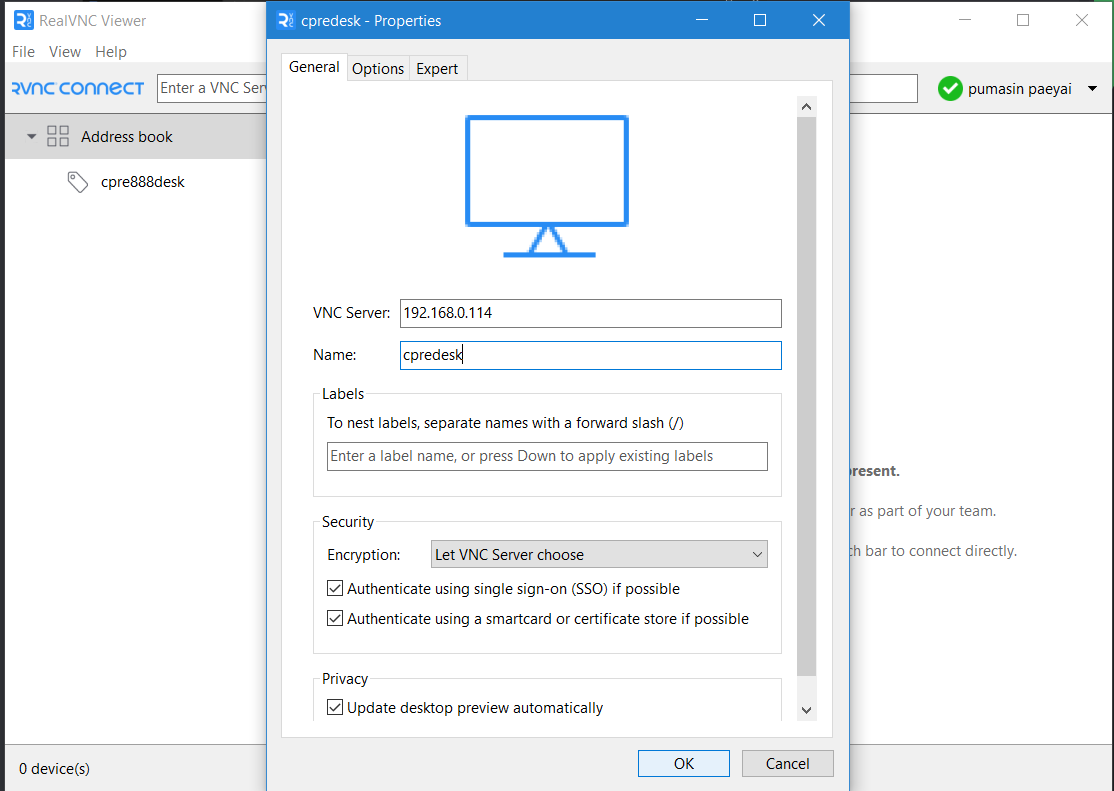 RealVNC Viewer
File View Help
RVNC CONNECT
Enter a VNC Ser
pumasin paeyai
Address book
cpre888desk
cpredesk - Properties
General Options Expert
VNC Server: 192.168.0.114
Name: cpredesk
Labels
To nest labels, separate names with a forward slash (/)
Enter a label name, or press Down to apply existing labels
Security
Encryption: Let VNC Server choose
Authenticate using single sign-on (SSO) if possible
Authenticate using a smartcard or certificate store if possible
Privacy
Update desktop preview automatically
OK Cancel
present.
r as part of your team.
ch bar to connect directly.
0 device(s)